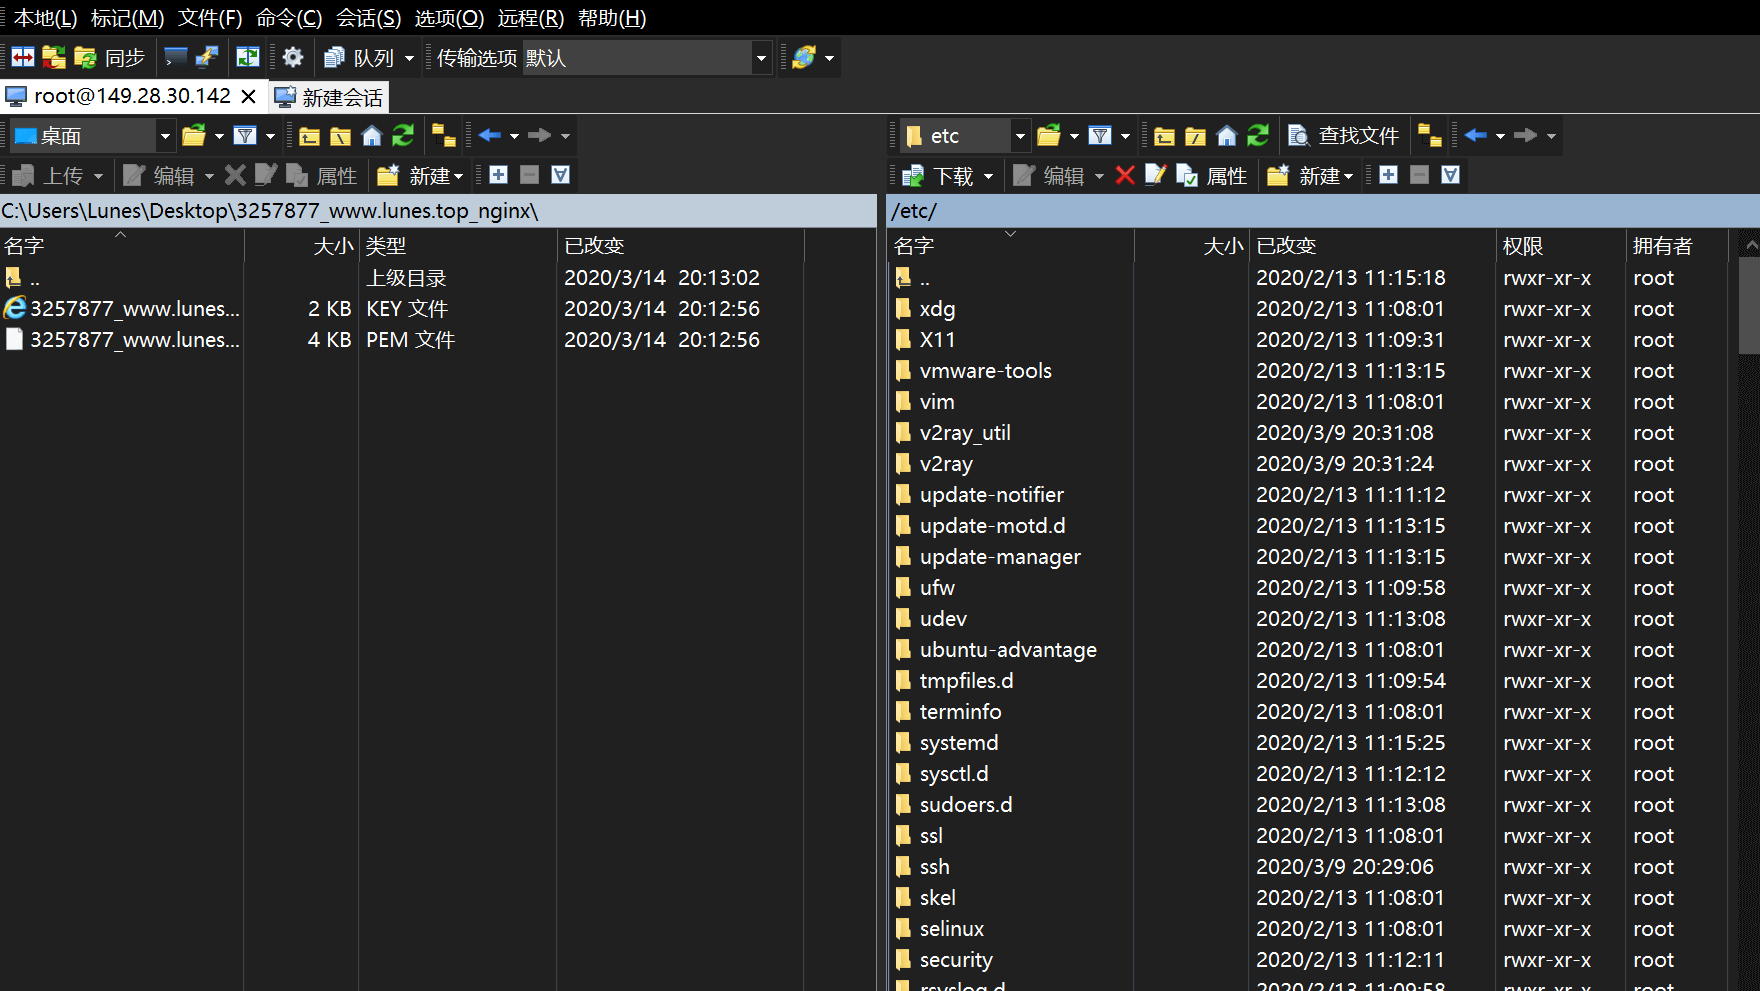 本地(L) 标记(M) 文件(F) 命令(C) 会话(S) 选项(O) 远程(R) 帮助(H)
同步 队列 传输选项 默认
root@149.28.30.142 新建会话
桌面
上传 编辑 属性 新建
C:\Users\Lunes\Desktop\3257877_www.lunes.top_nginx\
名字 大小 类型 已改变
.. 上级目录 2020/3/14 20:13:02
3257877_www.lunes... 2 KB KEY 文件 2020/3/14 20:12:56
3257877_www.lunes... 4 KB PEM 文件 2020/3/14 20:12:56
etc 查找文件
下载 编辑 属性 新建
/etc/
名字 大小 已改变 权限 拥有者
.. 2020/2/13 11:15:18 rwxr-xr-x root
xdg 2020/2/13 11:08:01 rwxr-xr-x root
X11 2020/2/13 11:09:31 rwxr-xr-x root
vmware-tools 2020/2/13 11:13:15 rwxr-xr-x root
vim 2020/2/13 11:08:01 rwxr-xr-x root
v2ray_util 2020/3/9 20:31:08 rwxr-xr-x root
v2ray 2020/3/9 20:31:24 rwxr-xr-x root
update-notifier 2020/2/13 11:11:12 rwxr-xr-x root
update-motd.d 2020/2/13 11:13:15 rwxr-xr-x root
update-manager 2020/2/13 11:13:15 rwxr-xr-x root
ufw 2020/2/13 11:09:58 rwxr-xr-x root
udev 2020/2/13 11:13:08 rwxr-xr-x root
ubuntu-advantage 2020/2/13 11:08:01 rwxr-xr-x root
tmpfiles.d 2020/2/13 11:09:54 rwxr-xr-x root
terminfo 2020/2/13 11:08:01 rwxr-xr-x root
systemd 2020/2/13 11:15:25 rwxr-xr-x root
sysctl.d 2020/2/13 11:12:12 rwxr-xr-x root
sudoers.d 2020/2/13 11:13:08 rwxr-xr-x root
ssl 2020/2/13 11:08:01 rwxr-xr-x root
ssh 2020/3/9 20:29:06 rwxr-xr-x root
skel 2020/2/13 11:08:01 rwxr-xr-x root
selinux 2020/2/13 11:08:01 rwxr-xr-x root
security 2020/2/13 11:12:11 rwxr-xr-x root
rsyslog.d 2020/2/13 11:09:58 rwxr-xr-x root